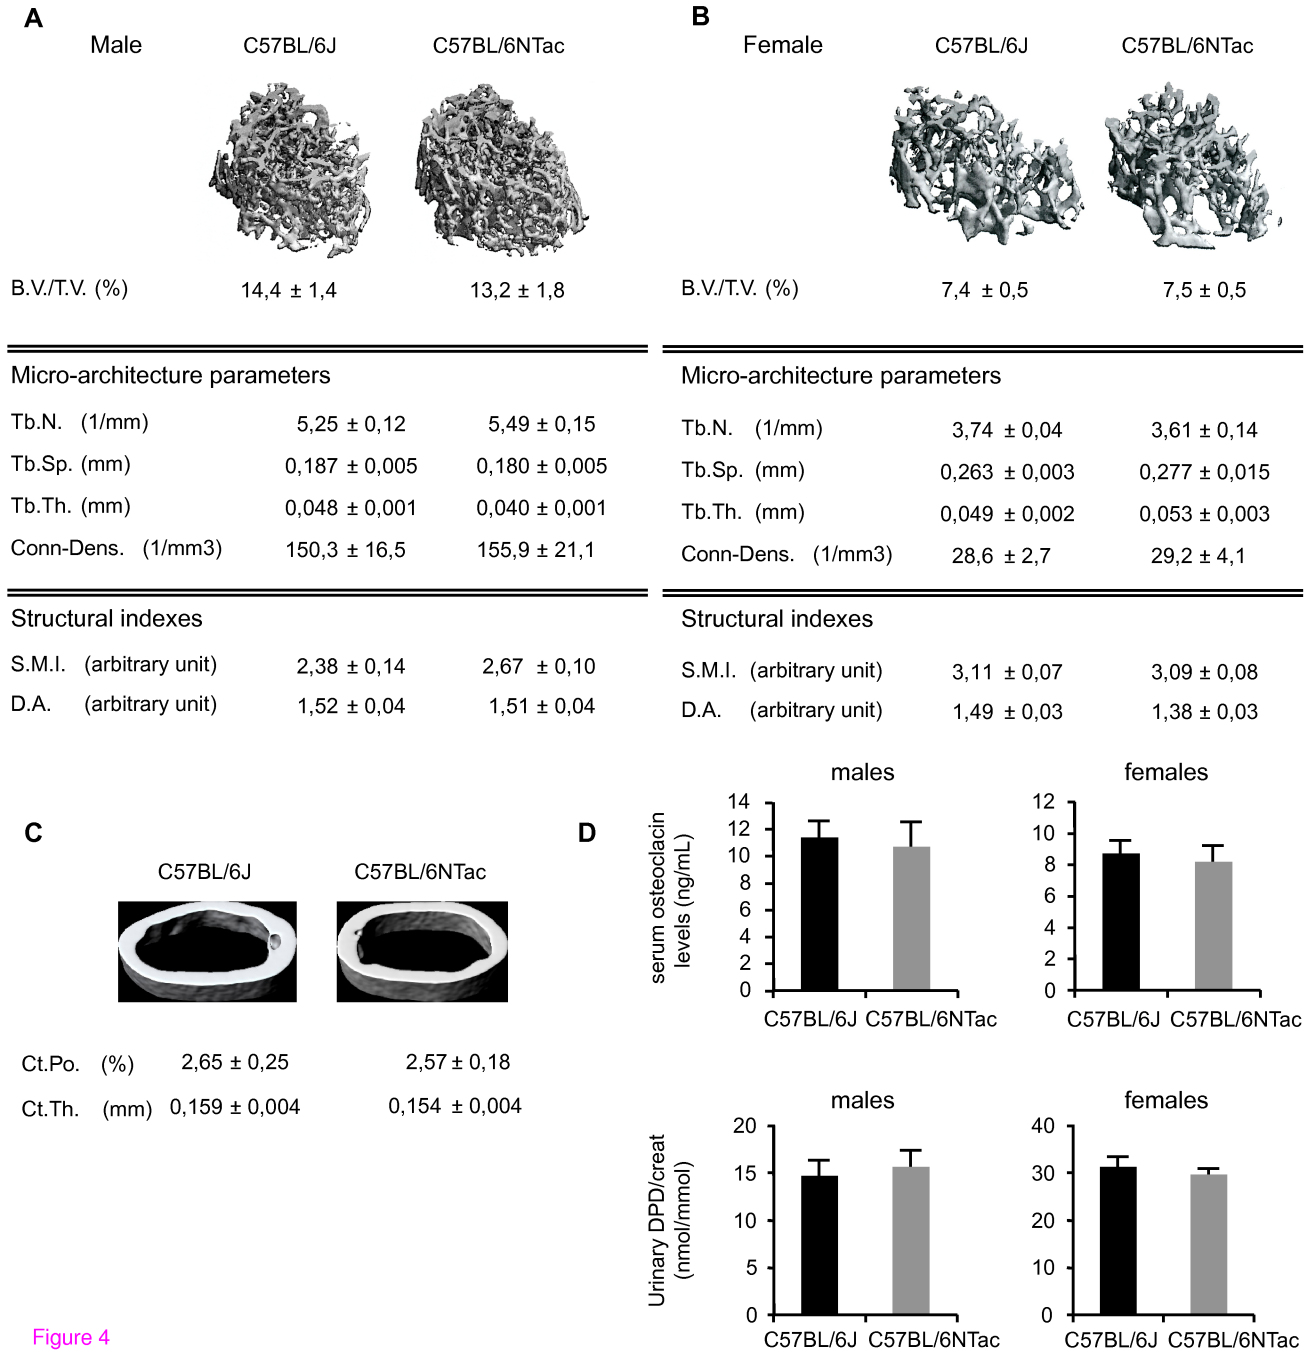 A
Male C57BL/6J C57BL/6NTac
B.V./T.V. (%) 14,4 ± 1,4 13,2 ± 1,8
Micro-architecture parameters
Tb.N. (1/mm) 5,25 ± 0,12 5,49 ± 0,15
Tb.Sp. (mm) 0,187 ± 0,005 0,180 ± 0,005
Tb.Th. (mm) 0,048 ± 0,001 0,040 ± 0,001
Conn-Dens. (1/mm3) 150,3 ± 16,5 155,9 ± 21,1
Structural indexes
S.M.I. (arbitrary unit) 2,38 ± 0,14 2,67 ± 0,10
D.A. (arbitrary unit) 1,52 ± 0,04 1,51 ± 0,04
B
Female C57BL/6J C57BL/6NTac
B.V./T.V. (%) 7,4 ± 0,5 7,5 ± 0,5
Micro-architecture parameters
Tb.N. (1/mm) 3,74 ± 0,04 3,61 ± 0,14
Tb.Sp. (mm) 0,263 ± 0,003 0,277 ± 0,015
Tb.Th. (mm) 0,049 ± 0,002 0,053 ± 0,003
Conn-Dens. (1/mm3) 28,6 ± 2,7 29,2 ± 4,1
Structural indexes
S.M.I. (arbitrary unit) 3,11 ± 0,07 3,09 ± 0,08
D.A. (arbitrary unit) 1,49 ± 0,03 1,38 ± 0,03
C
C57BL/6J C57BL/6NTac
Ct.Po. (%) 2,65 ± 0,25 2,57 ± 0,18
Ct.Th. (mm) 0,159 ± 0,004 0,154 ± 0,004
D
males
serum osteoclacin
levels (ng/mL)
14
12
10
8
6
4
2
0
C57BL/6J C57BL/6NTac
females
12
10
8
6
4
2
0
C57BL/6J C57BL/6NTac
males
Urinary DPD/creat
(nmol/mmol)
20
15
10
5
0
C57BL/6J C57BL/6NTac
females
40
30
20
10
0
C57BL/6J C57BL/6NTac
Figure 4